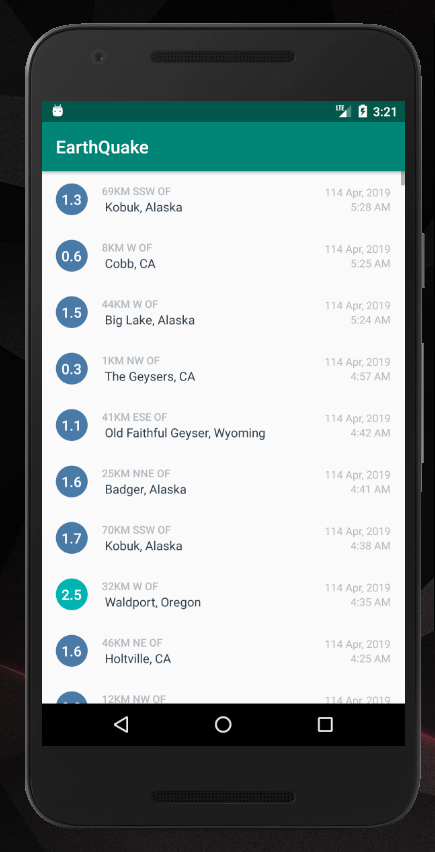 LTE 3:21
EarthQuake
1.3 69KM SSW OF 114 Apr, 2019
Kobuk, Alaska 5:28 AM
0.6 8KM W OF 114 Apr, 2019
Cobb, CA 5:25 AM
1.5 44KM W OF 114 Apr, 2019
Big Lake, Alaska 5:24 AM
0.3 1KM NW OF 114 Apr, 2019
The Geysers, CA 4:57 AM
1.1 41KM ESE OF 114 Apr, 2019
Old Faithful Geyser, Wyoming 4:42 AM
1.6 25KM NNE OF 114 Apr, 2019
Badger, Alaska 4:41 AM
1.7 70KM SSW OF 114 Apr, 2019
Kobuk, Alaska 4:38 AM
2.5 32KM W OF 114 Apr, 2019
Waldport, Oregon 4:35 AM
1.6 46KM NE OF 114 Apr, 2019
Holtville, CA 4:25 AM
12KM NW OF 114 Apr, 2019